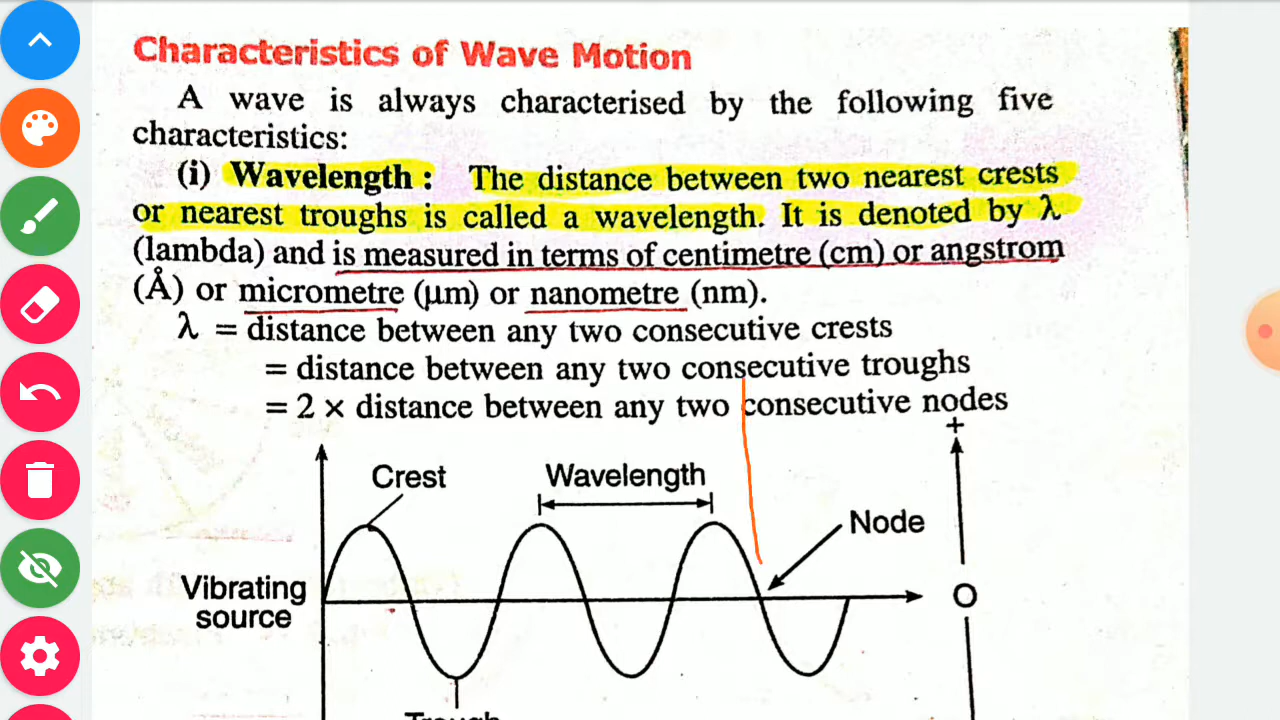 Characteristics of Wave Motion
A wave is always characterised by the following five
characteristics:
(i) Wavelength : The distance between two nearest crests
or nearest troughs is called a wavelength. It is denoted by λ
(lambda) and is measured in terms of centimetre (cm) or angstrom
(Å) or micrometre (μm) or nanometre (nm).
λ = distance between any two consecutive crests
= distance between any two consecutive troughs
= 2 × distance between any two consecutive nodes
+
Crest
Wavelength
Node
Vibrating
source
O
Trough